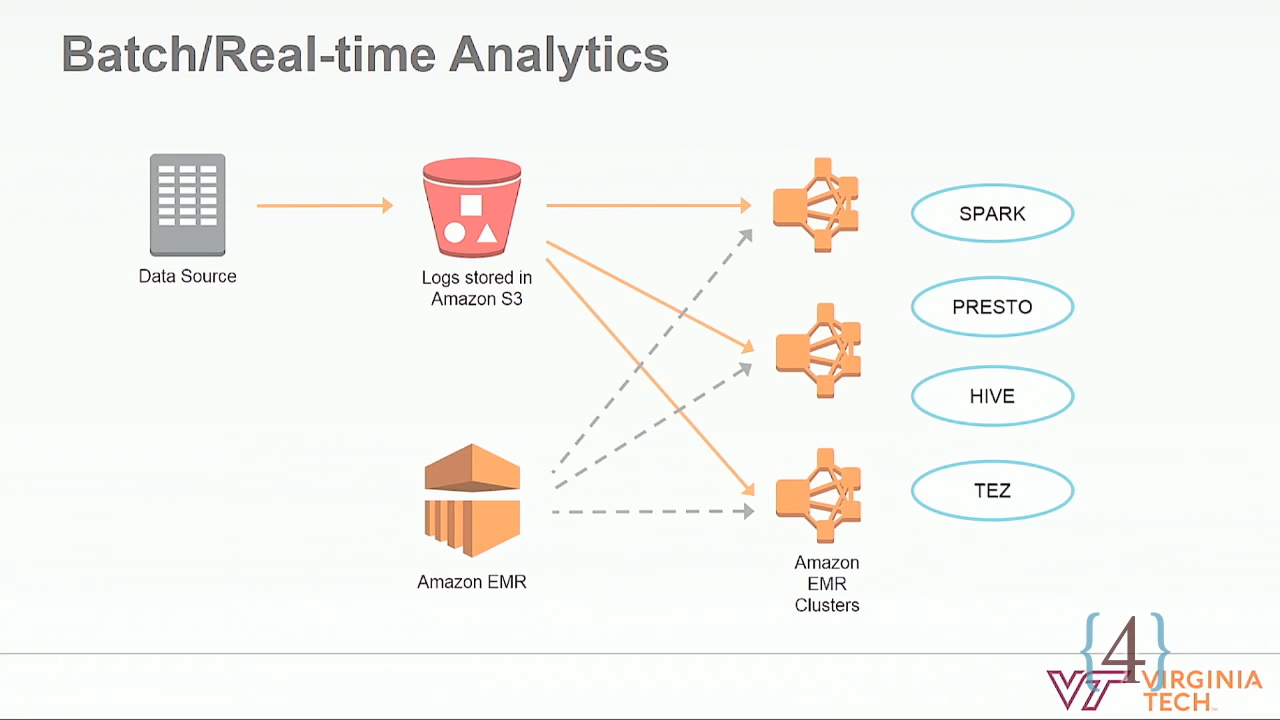 Batch/Real-time Analytics
Data Source
Logs stored in
Amazon S3
SPARK
PRESTO
HIVE
TEZ
Amazon EMR
Amazon
EMR
Clusters
{4}
VT VIRGINIA
TECH